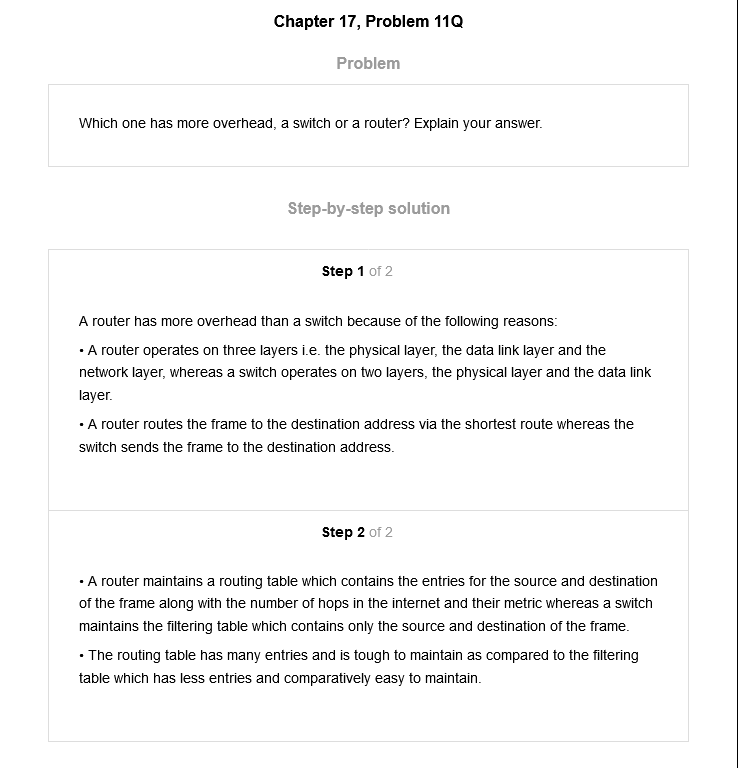 Chapter 17, Problem 11Q
Problem
Which one has more overhead, a switch or a router? Explain your answer.
Step-by-step solution
Step 1 of 2
A router has more overhead than a switch because of the following reasons:
• A router operates on three layers i.e. the physical layer, the data link layer and the
network layer, whereas a switch operates on two layers, the physical layer and the data link
layer.
• A router routes the frame to the destination address via the shortest route whereas the
switch sends the frame to the destination address.
Step 2 of 2
• A router maintains a routing table which contains the entries for the source and destination
of the frame along with the number of hops in the internet and their metric whereas a switch
maintains the filtering table which contains only the source and destination of the frame.
• The routing table has many entries and is tough to maintain as compared to the filtering
table which has less entries and comparatively easy to maintain.